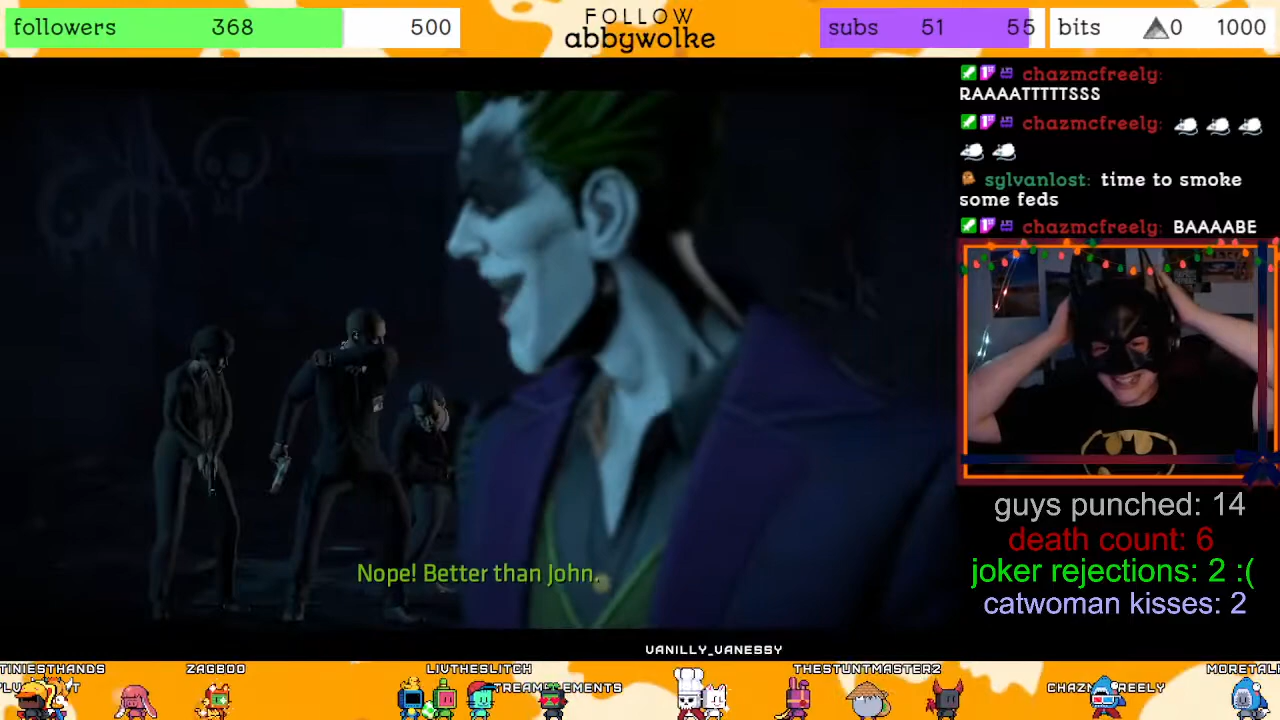 followers 368 500
FOLLOW
abbywolke
subs 51 55
bits 0 1000
chazmcfreely:
RAAAATTTTTSSS
chazmcfreely:
sylvanlost: time to smoke
some feds
chazmcfreely: BAAAABE
guys punched: 14
death count: 6
joker rejections: 2 :(
catwoman kisses: 2
Nope! Better than John.
VANILLY_VANESSY
TINIESTHANDS
ZAGBOO
LIVTHESLITCH
THESTUNTMASTER2